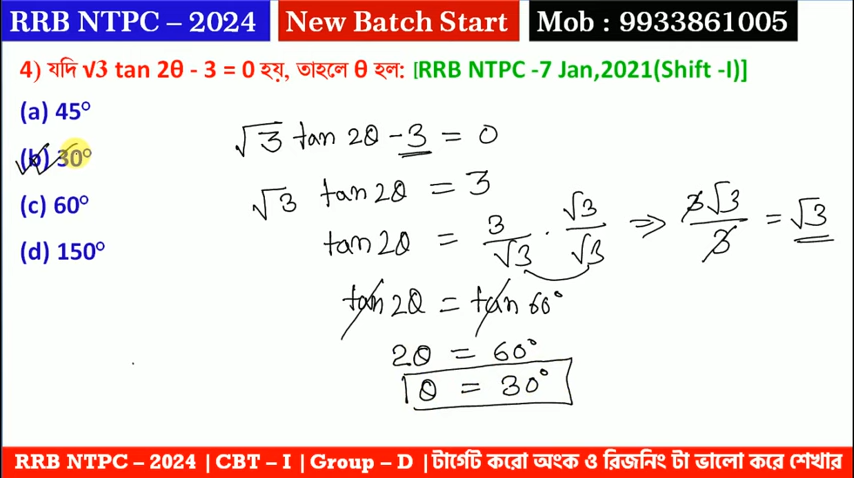 RRB NTPC – 2024 New Batch Start Mob : 9933861005
4) যদি √3 tan 2θ - 3 = 0 হয়, তাহলে θ হল: [RRB NTPC -7 Jan,2021(Shift -I)]
(a) 45°
(b) 30°
(c) 60°
(d) 150°
√3 tan 2θ - 3 = 0
√3 tan 2θ = 3
tan 2θ = 3/√3 · √3/√3 ⇒ 3√3/3 = √3
tan 2θ = tan 60°
2θ = 60°
θ = 30°
RRB NTPC – 2024 | CBT – I | Group – D | টার্গেট করো অংক ও রিজনিং টা ভালো করে শেখার